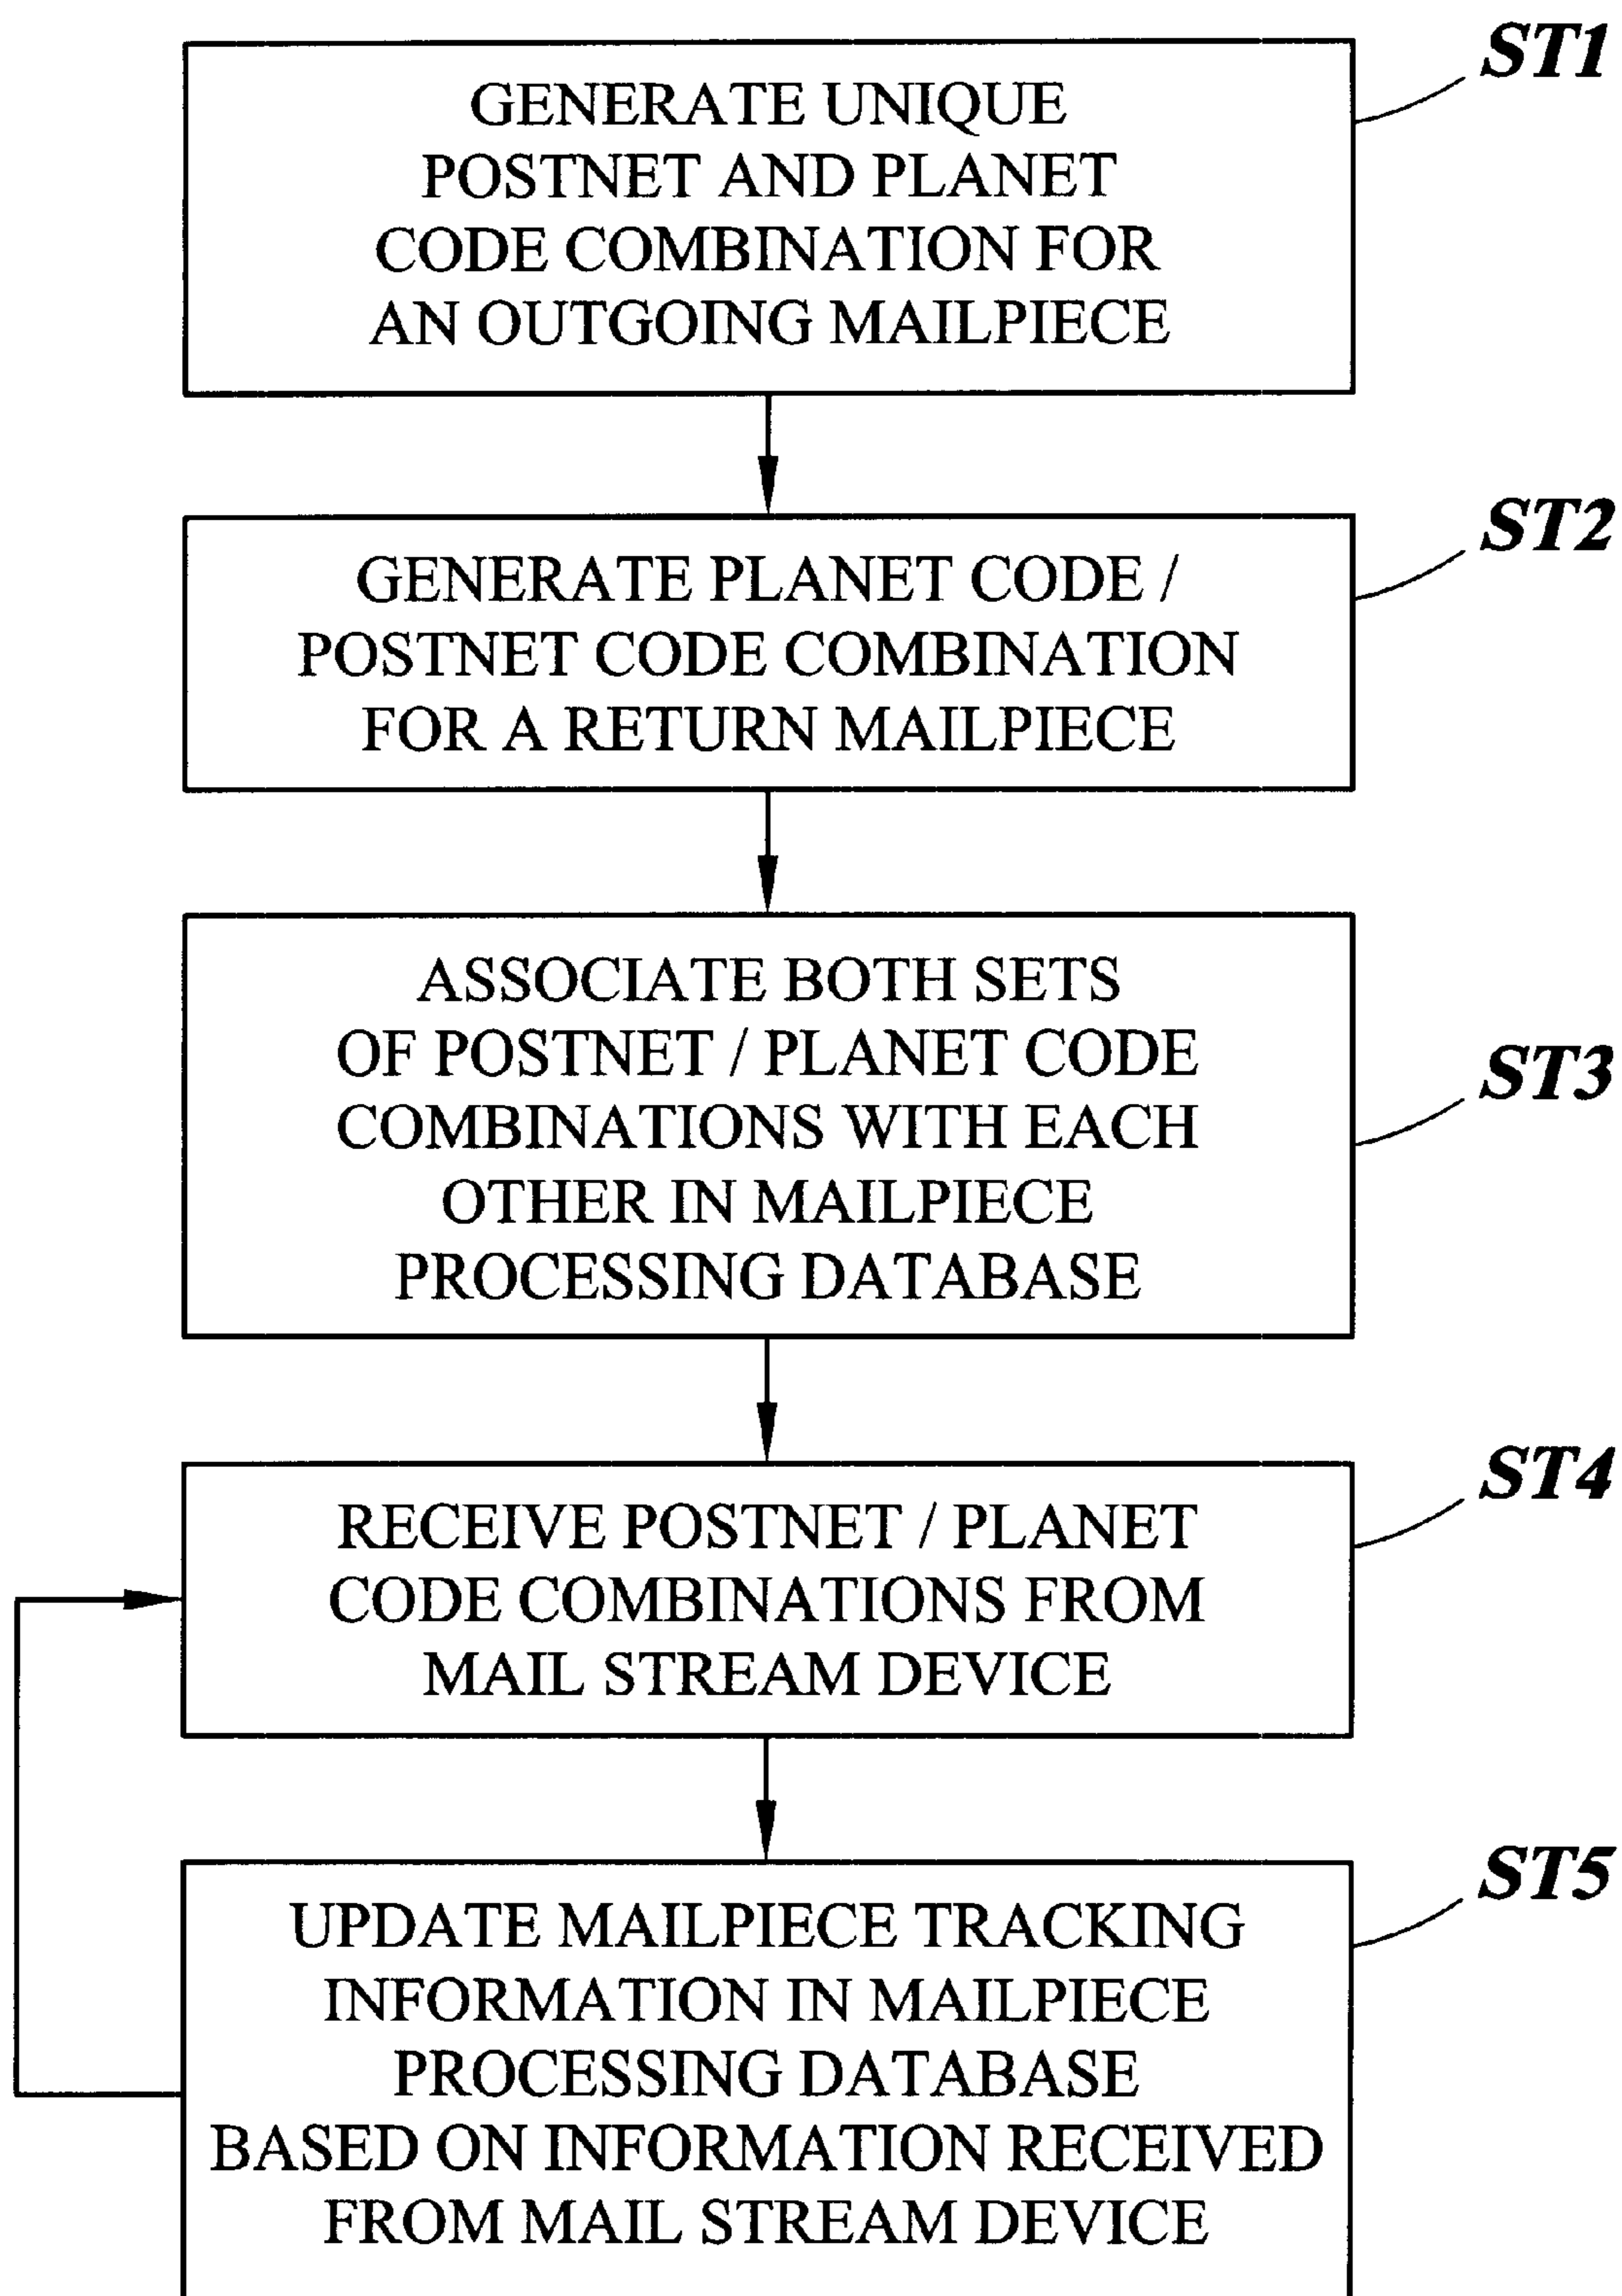 ST1
GENERATE UNIQUE
POSTNET AND PLANET
CODE COMBINATION FOR
AN OUTGOING MAILPIECE
ST2
GENERATE PLANET CODE /
POSTNET CODE COMBINATION
FOR A RETURN MAILPIECE
ST3
ASSOCIATE BOTH SETS
OF POSTNET / PLANET CODE
COMBINATIONS WITH EACH
OTHER IN MAILPIECE
PROCESSING DATABASE
ST4
RECEIVE POSTNET / PLANET
CODE COMBINATIONS FROM
MAIL STREAM DEVICE
ST5
UPDATE MAILPIECE TRACKING
INFORMATION IN MAILPIECE
PROCESSING DATABASE
BASED ON INFORMATION RECEIVED
FROM MAIL STREAM DEVICE